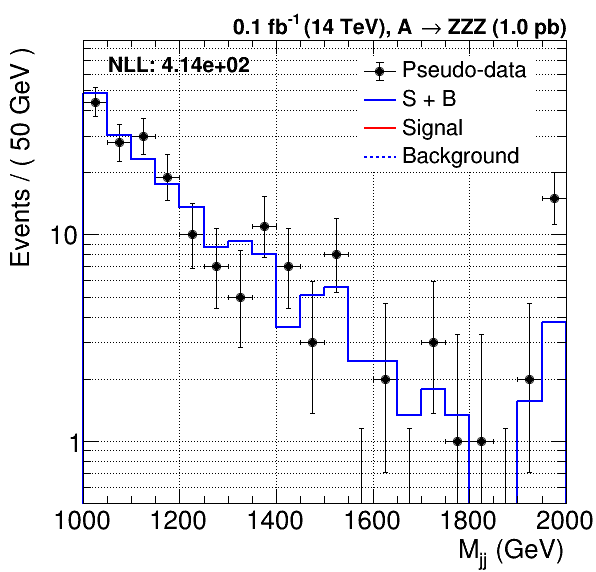 0.1 fb⁻¹ (14 TeV), A → ZZZ (1.0 pb)
NLL: 4.14e+02
Pseudo-data
S + B
Signal
Background
Events / ( 50 GeV )
10
1
1000 1200 1400 1600 1800 2000
Mjj (GeV)